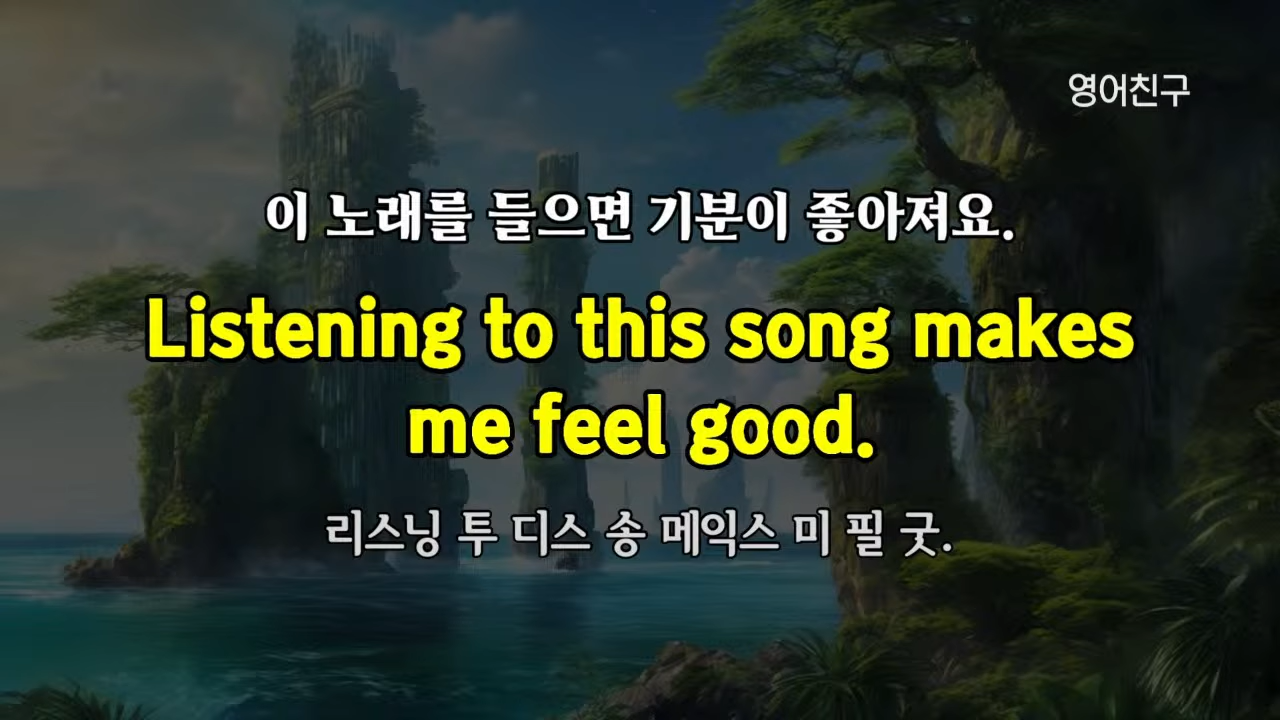 영어친구
이 노래를 들으면 기분이 좋아져요.
Listening to this song makes
me feel good.
리스닝 투 디스 송 메익스 미 필 굿.